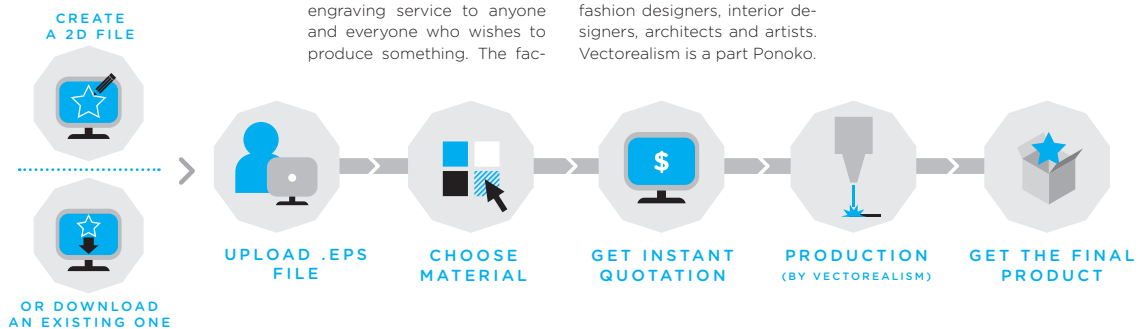 engraving service to anyone
and everyone who wishes to
produce something. The fac-
fashion designers, interior de-
signers, architects and artists.
Vectorealism is a part Ponoko.
CREATE
A 2D FILE
OR DOWNLOAD
AN EXISTING ONE
UPLOAD .EPS
FILE
CHOOSE
MATERIAL
$
GET INSTANT
QUOTATION
PRODUCTION
(BY VECTOREALISM)
GET THE FINAL
PRODUCT